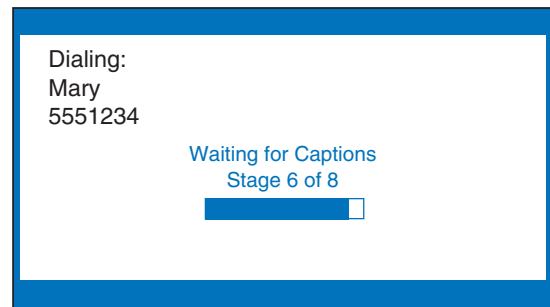 Dialing:
Mary
5551234
Waiting for Captions
Stage 6 of 8